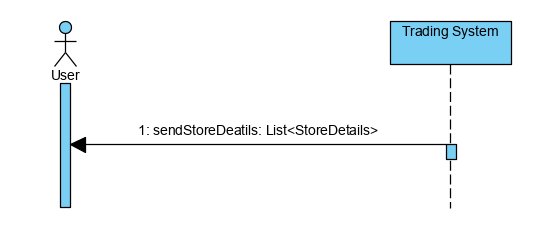 Trading System
User
1: sendStoreDeatils: List<StoreDetails>